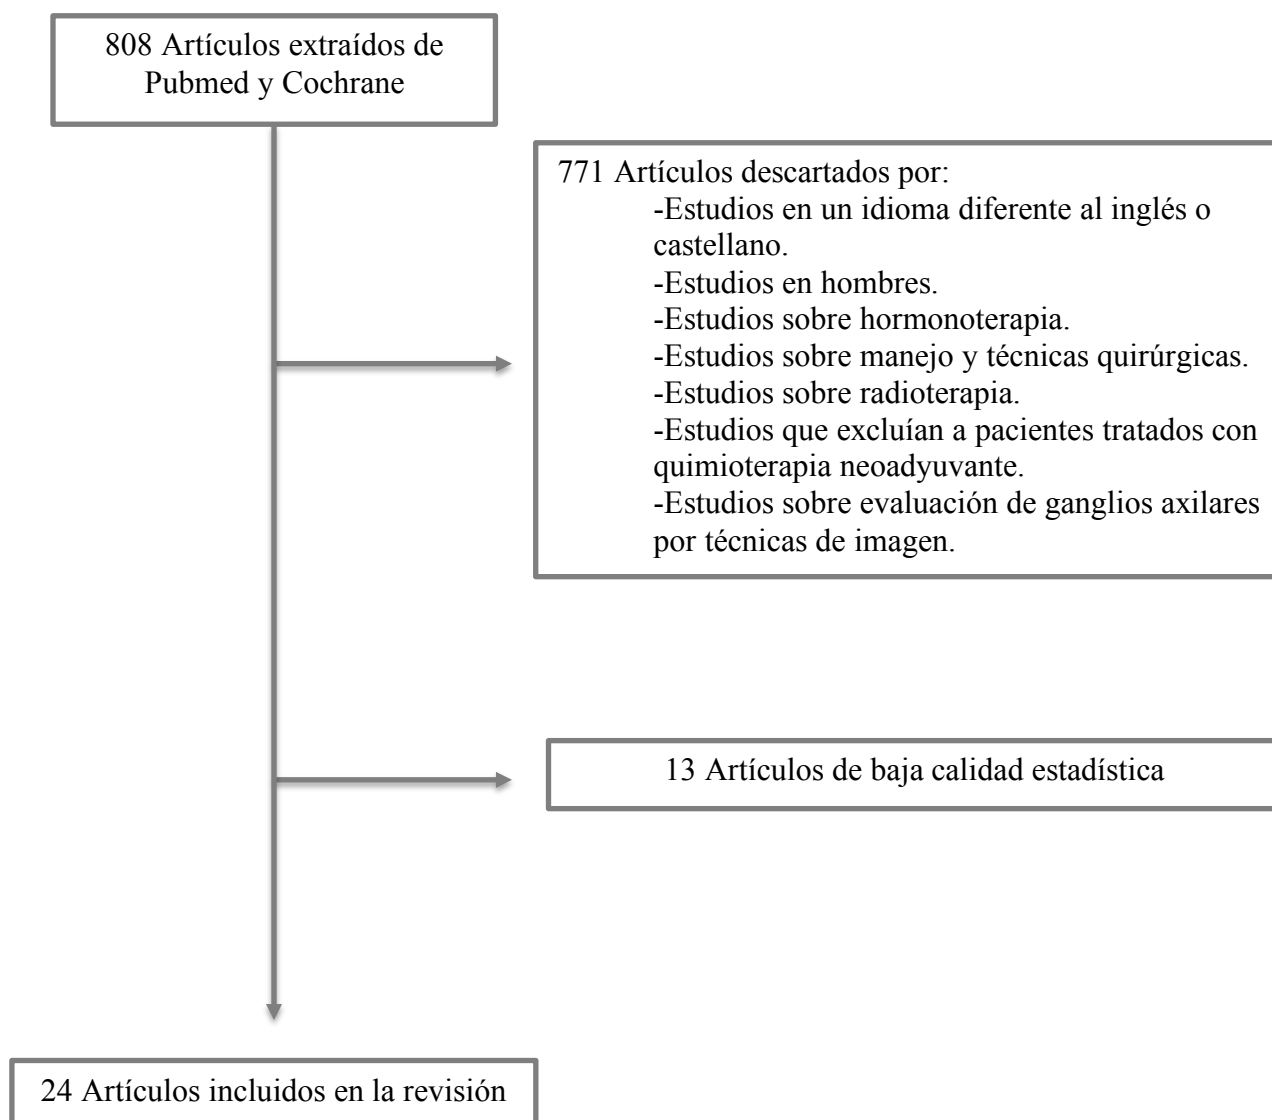 808 Artículos extraídos de
Pubmed y Cochrane
771 Artículos descartados por:
-Estudios en un idioma diferente al inglés o
castellano.
-Estudios en hombres.
-Estudios sobre hormonoterapia.
-Estudios sobre manejo y técnicas quirúrgicas.
-Estudios sobre radioterapia.
-Estudios que excluían a pacientes tratados con
quimioterapia neoadyuvante.
-Estudios sobre evaluación de ganglios axilares
por técnicas de imagen.
13 Artículos de baja calidad estadística
24 Artículos incluidos en la revisión